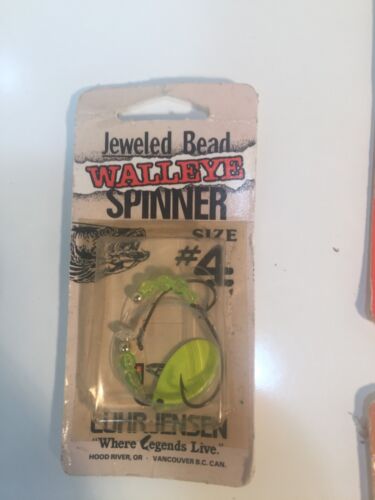 Jeweled Bead
WALLEYE
SPINNER
SIZE
#4
LUHR JENSEN
"Where Legends Live."
HOOD RIVER, OR - VANCOUVER B.C. CAN.